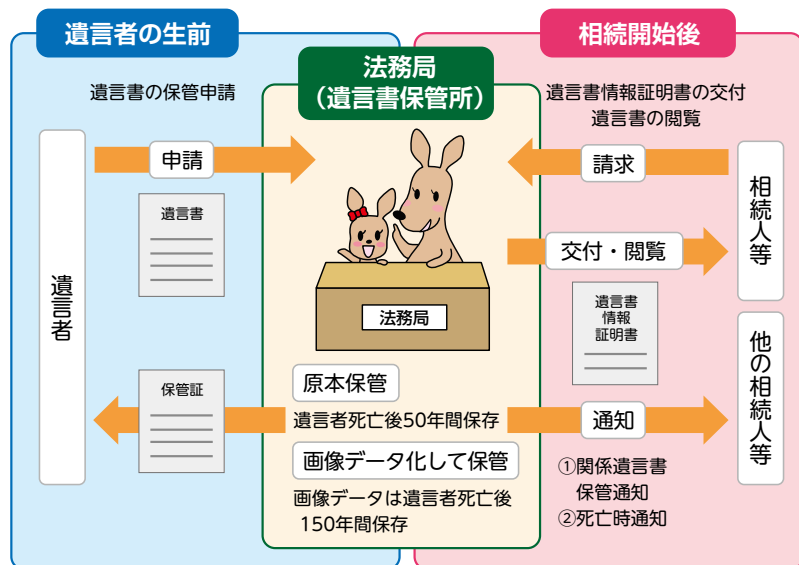 遺言者の生前
遺言書の保管申請
申請
遺言書
遺言者
保管証
法務局
（遺言書保管所）
法務局
原本保管
遺言者死亡後50年間保存
画像データ化して保管
画像データは遺言者死亡後
150年間保存
相続開始後
遺言書情報証明書の交付
遺言書の閲覧
請求
相続人等
交付・閲覧
遺言書
情報
証明書
他の相続人等
通知
①関係遺言書
保管通知
②死亡時通知